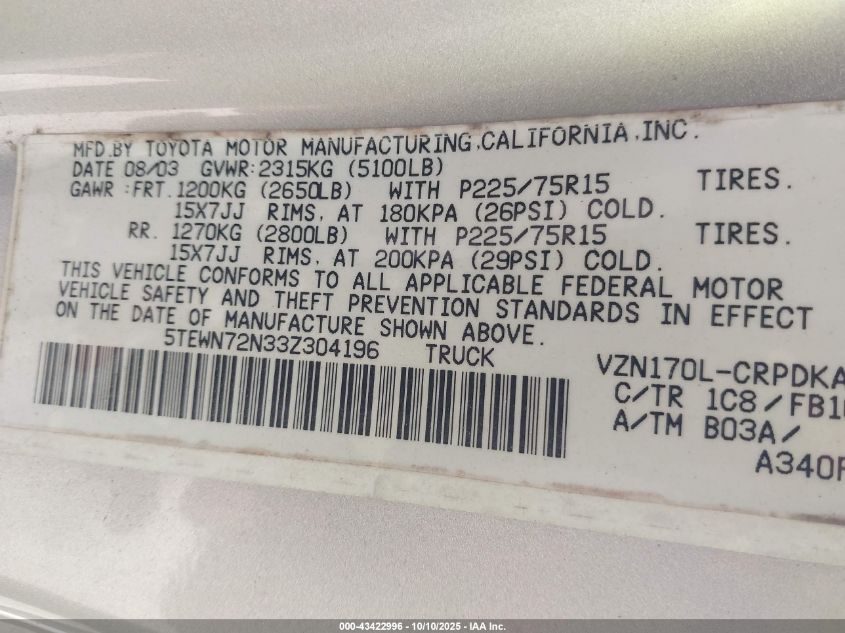 MFD.BY TOYOTA MOTOR MANUFACTURING,CALIFORNIA,INC.
DATE 08/03 GVWR:2315KG (5100LB)
GAWR :FRT.1200KG (2650LB) WITH P225/75R15 TIRES.
15X7JJ RIMS, AT 180KPA (26PSI) COLD.
RR. 1270KG (2800LB) WITH P225/75R15 TIRES.
15X7JJ RIMS, AT 200KPA (29PSI) COLD.
THIS VEHICLE CONFORMS TO ALL APPLICABLE FEDERAL MOTOR
VEHICLE SAFETY AND THEFT PREVENTION STANDARDS IN EFFECT
ON THE DATE OF MANUFACTURE SHOWN ABOVE.
5TEWN72N33Z304196 TRUCK
VZN170L-CRPDKA
C/TR 1C8/FB1
A/TM B03A/
A340F
000-43422996 - 10/10/2025 - IAA Inc.